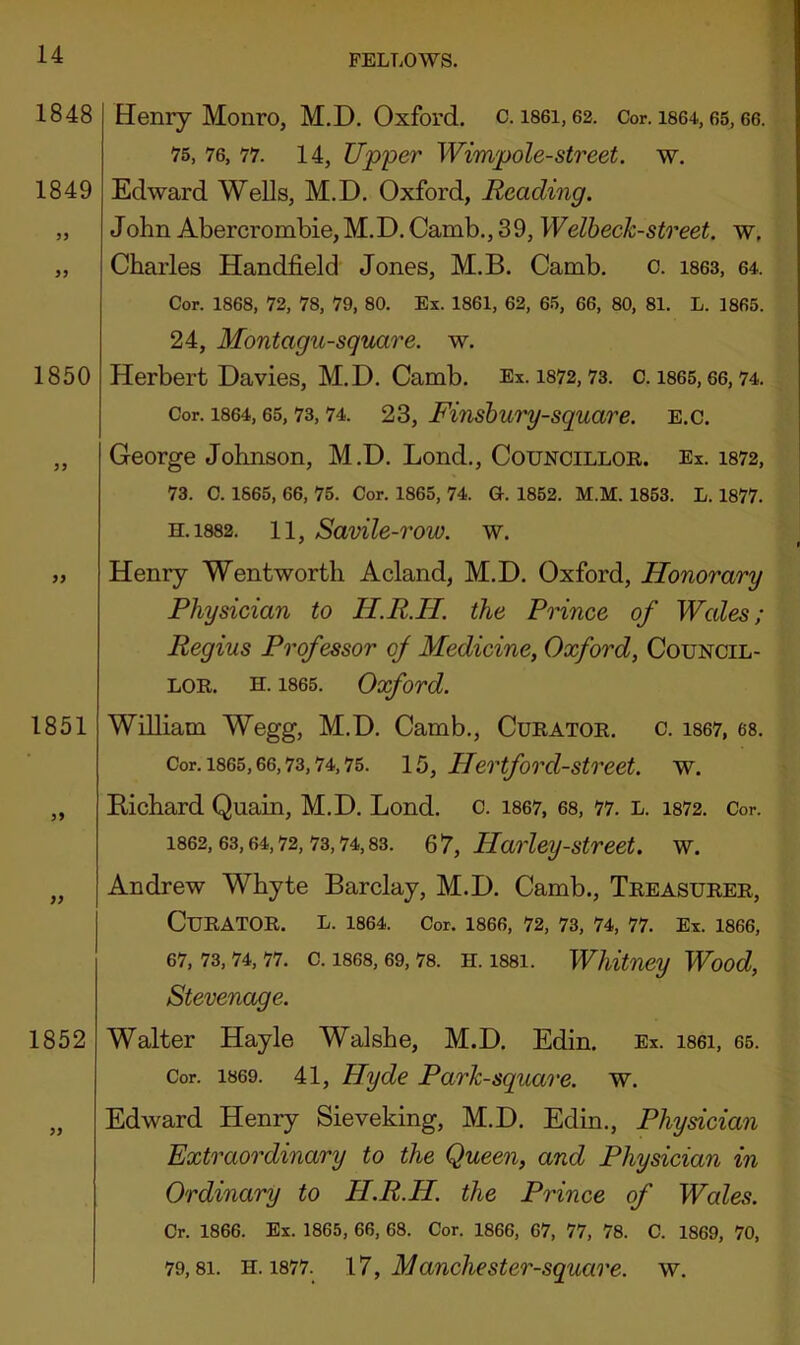 14
FELLOWS.
1848 Henry Monro, M.D. Oxford. C. 1861, 62. Cor. 1864, 65, 66.
75, 76, 77. 14, Upper Wimpole-street. W.
1849 Edward Wells, M.D. Oxford, Reading.
„ John Abercrombie, M.D. Camb., 39, Welbeck-street. W.
„ Charles Handfield Jones, M.B. Camb. C. 1863, 64.
Cor. 1868, 72, 78, 79, 80. Ex. 1861, 62, 65, 66, 80, 81. L. 1865.
24, Montagu-square. W.
1850 Herbert Davies, M.D. Camb. Ex. 1872, 73. C. 1865, 66, 74.
Cor. 1864, 65, 73, 74. 23, Finsbury-square. E.C.
„ George Johnson, M.D. Lond., COUNCILLOR. Ex. 1872,
73. C. 1865, 66, 75. Cor. 1865, 74. G. 1852. M.M. 1853. L. 1877.
H. 1882. 11, Savile-row. W.
„ Henry Wentworth Acland, M.D. Oxford, Honorary
Physician to H.R.H. the Prince of Wales;
Regius Professor of Medicine, Oxford, COUNCIL-
LOR. H. 1865. Oxford.
1851 William Wegg, M.D. Camb., CURATOR. C. 1867, 68.
Cor. 1865, 66, 73, 74, 75. 15, Hertford-street. W.
„ Richard Quain, M.D. Lond. C. 1867, 68, 77. L. 1872. Cor.
1862, 63, 64, 72, 73, 74, 83. 67, Harley-street. W.
„ Andrew Whyte Barclay, M.D. Camb., TREASURER,
CURATOR. L. 1864. Cor. 1866, 72, 73, 74, 77. Ex. 1866,
67, 73, 74, 77. C. 1868, 69, 78. H. 1881. Whitney Wood,
Stevenage.
1852 Walter Hayle Walshe, M.D. Edin. Ex. 1861, 65.
Cor. 1869. 41, Hyde Park-square. W.
„ Edward Henry Sieveking, M.D. Edin., Physician
Extraordinary to the Queen, and Physician in
Ordinary to H.R.H. the Prince of Wales.
Cr. 1866. Ex. 1865, 66, 68. Cor. 1866, 67, 77, 78. C. 1869, 70,
79, 81. H. 1877. 17, Manchester-square. W.